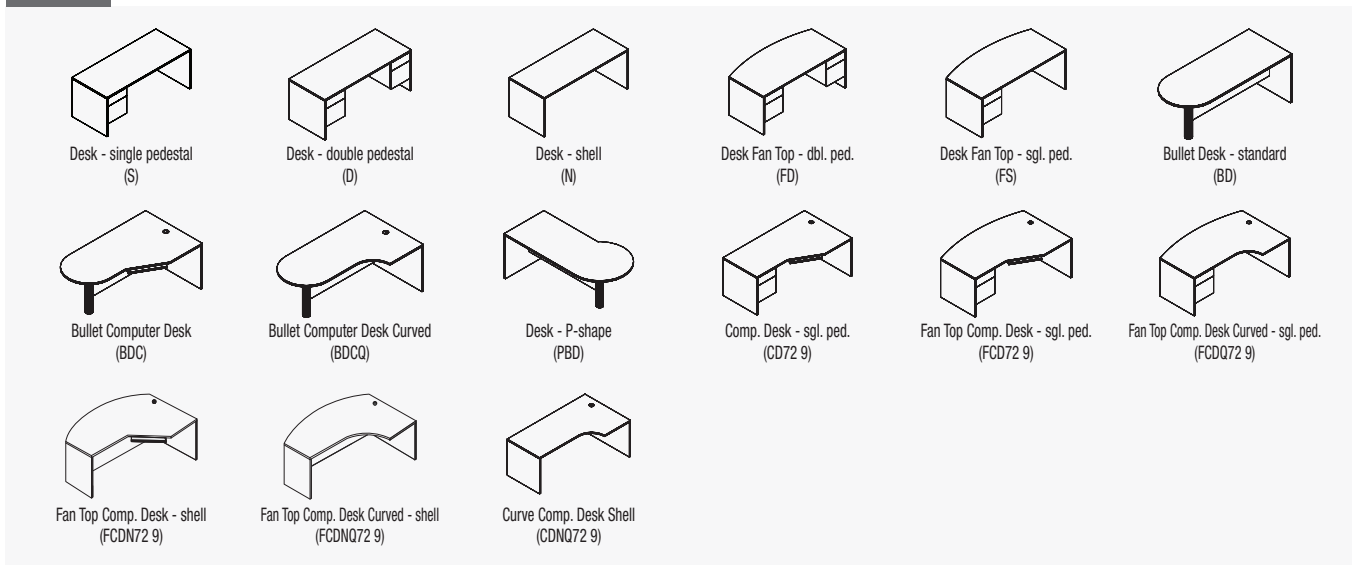 Desk - single pedestal
(S)
Desk - double pedestal
(D)
Desk - shell
(N)
Desk Fan Top - dbl. ped.
(FD)
Desk Fan Top - sgl. ped.
(FS)
Bullet Desk - standard
(BD)
Bullet Computer Desk
(BDC)
Bullet Computer Desk Curved
(BDCQ)
Desk - P-shape
(PBD)
Comp. Desk - sgl. ped.
(CD72 9)
Fan Top Comp. Desk - sgl. ped.
(FCD72 9)
Fan Top Comp. Desk Curved - sgl. ped.
(FCDQ72 9)
Fan Top Comp. Desk - shell
(FCDN72 9)
Fan Top Comp. Desk Curved - shell
(FCDNQ72 9)
Curve Comp. Desk Shell
(CDNQ72 9)